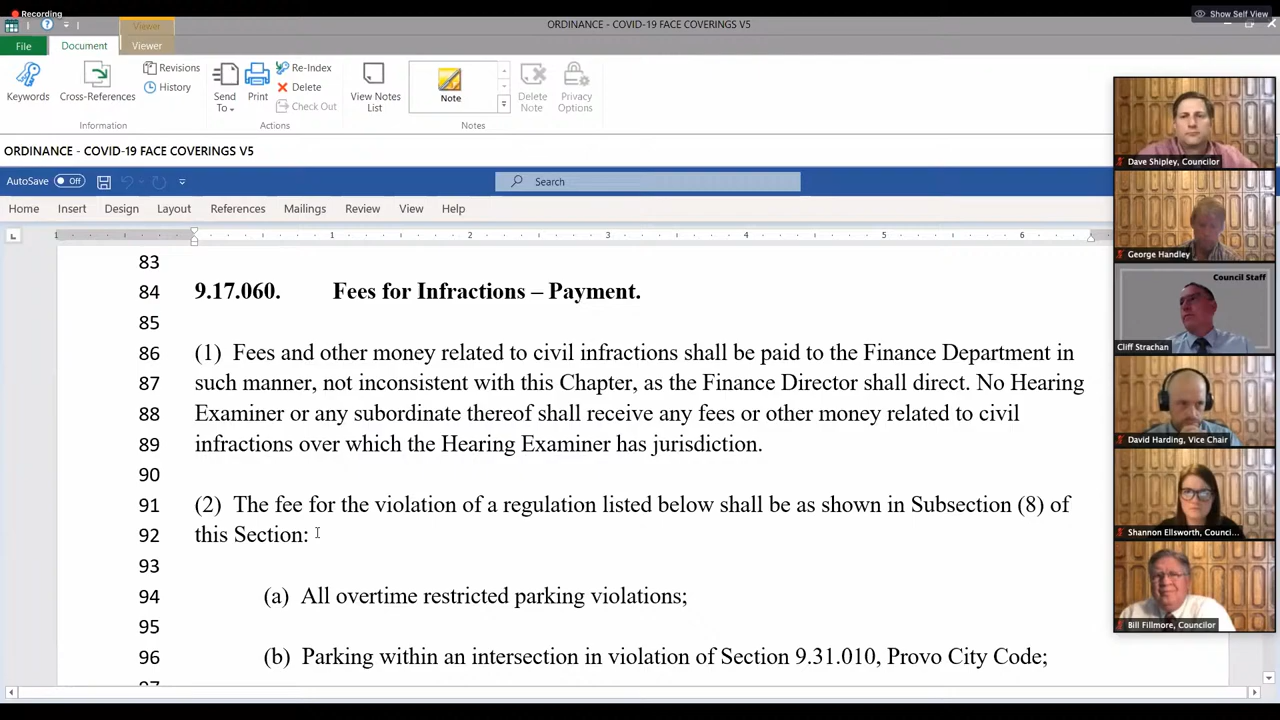 Recording
ORDINANCE - COVID-19 FACE COVERINGS V5
Show Self View
Viewer
File
Document
Viewer
Keywords
Cross-References
Revisions
History
Information
Send To
Print
Re-Index
Delete
Check Out
Actions
View Notes List
Note
Delete Note
Privacy Options
Notes
ORDINANCE - COVID-19 FACE COVERINGS V5
AutoSave Off
Search
Home Insert Design Layout References Mailings Review View Help
1 1 2 3 4 5 6
83
84 9.17.060. Fees for Infractions – Payment.
85
86 (1) Fees and other money related to civil infractions shall be paid to the Finance Department in
87 such manner, not inconsistent with this Chapter, as the Finance Director shall direct. No Hearing
88 Examiner or any subordinate thereof shall receive any fees or other money related to civil
89 infractions over which the Hearing Examiner has jurisdiction.
90
91 (2) The fee for the violation of a regulation listed below shall be as shown in Subsection (8) of
92 this Section:
93
94 (a) All overtime restricted parking violations;
95
96 (b) Parking within an intersection in violation of Section 9.31.010, Provo City Code;
Dave Shipley, Councilor
George Handley
Council Staff
Cliff Strachan
David Harding, Vice Chair
Shannon Ellsworth, Counci...
Bill Fillmore, Councilor